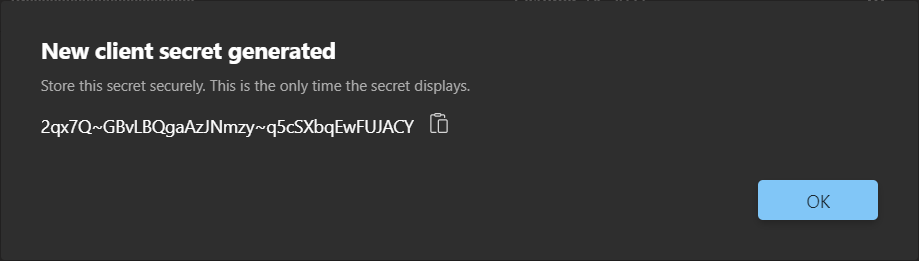 New client secret generated
Store this secret securely. This is the only time the secret displays.
2qx7Q~GBvLBQgaAzJNmzy~q5cSXbqEwFUJACY
OK